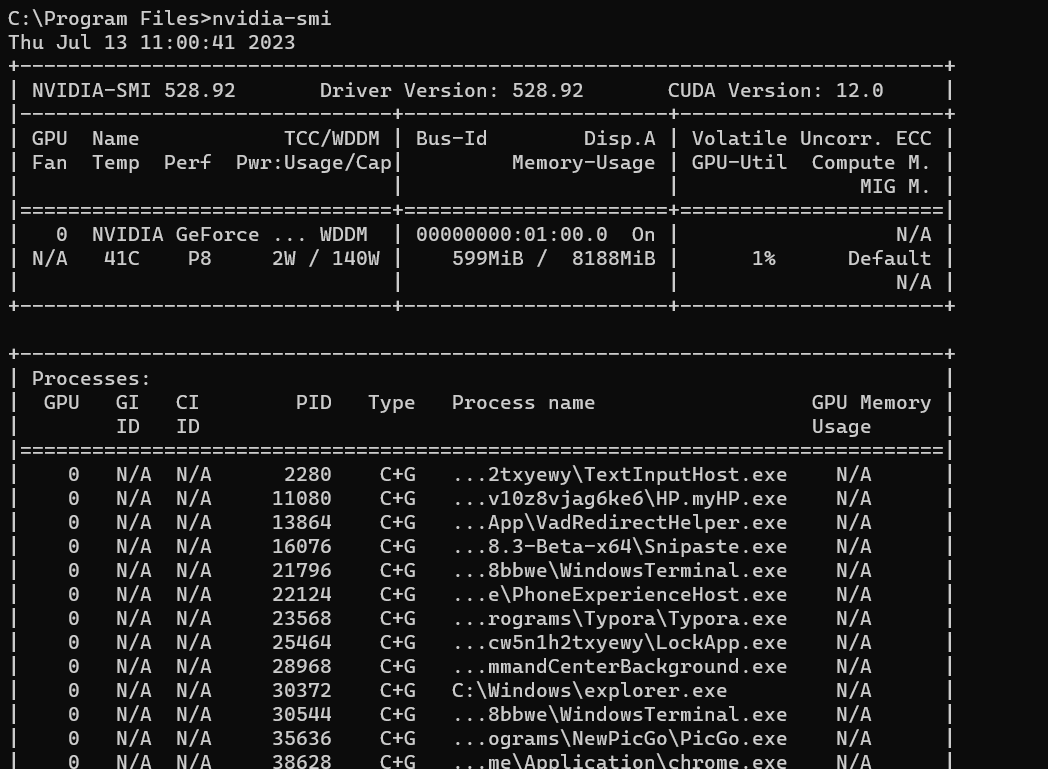 C:\Program Files>nvidia-smi
Thu Jul 13 11:00:41 2023
+-----------------------------------------------------------------------------+
| NVIDIA-SMI 528.92       Driver Version: 528.92       CUDA Version: 12.0     |
|-------------------------------+----------------------+----------------------+
| GPU  Name            TCC/WDDM | Bus-Id        Disp.A | Volatile Uncorr. ECC |
| Fan  Temp  Perf  Pwr:Usage/Cap|         Memory-Usage | GPU-Util  Compute M. |
|                               |                      |               MIG M. |
|===============================+======================+======================|
|   0  NVIDIA GeForce ... WDDM  | 00000000:01:00.0  On |                  N/A |
| N/A   41C    P8     2W / 140W |    599MiB /  8188MiB |      1%      Default |
|                               |                      |                  N/A |
+-------------------------------+----------------------+----------------------+

+-----------------------------------------------------------------------------+
| Processes:                                                                  |
|  GPU   GI   CI        PID   Type   Process name                  GPU Memory |
|        ID   ID                                                   Usage      |
|=============================================================================|
|    0   N/A  N/A      2280    C+G   ...2txyewy\TextInputHost.exe    N/A      |
|    0   N/A  N/A     11080    C+G   ...v10z8vjag6ke6\HP.myHP.exe    N/A      |
|    0   N/A  N/A     13864    C+G   ...App\VadRedirectHelper.exe    N/A      |
|    0   N/A  N/A     16076    C+G   ...8.3-Beta-x64\Snipaste.exe    N/A      |
|    0   N/A  N/A     21796    C+G   ...8bbwe\WindowsTerminal.exe    N/A      |
|    0   N/A  N/A     22124    C+G   ...e\PhoneExperienceHost.exe    N/A      |
|    0   N/A  N/A     23568    C+G   ...rograms\Typora\Typora.exe    N/A      |
|    0   N/A  N/A     25464    C+G   ...cw5n1h2txyewy\LockApp.exe    N/A      |
|    0   N/A  N/A     28968    C+G   ...mmandCenterBackground.exe    N/A      |
|    0   N/A  N/A     30372    C+G   C:\Windows\explorer.exe         N/A      |
|    0   N/A  N/A     30544    C+G   ...8bbwe\WindowsTerminal.exe    N/A      |
|    0   N/A  N/A     35636    C+G   ...ograms\NewPicGo\PicGo.exe    N/A      |
|    0   N/A  N/A     38628    C+G   ...me\Application\chrome.exe    N/A      |